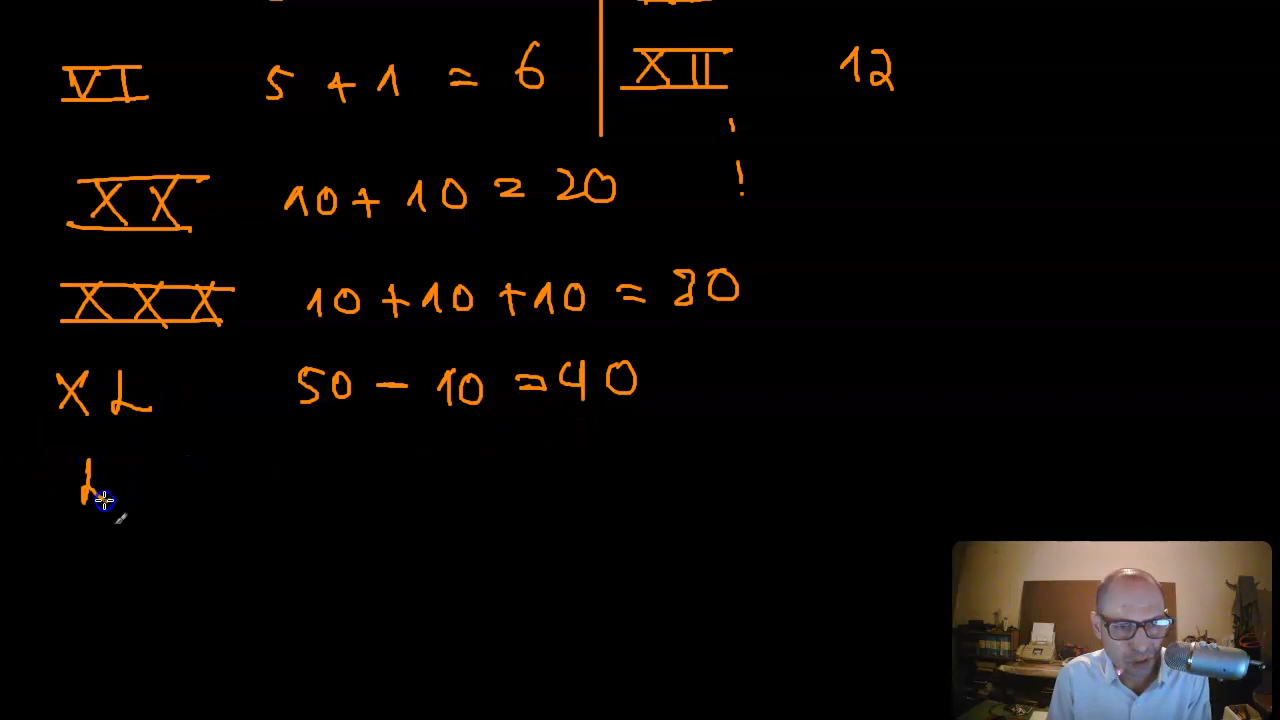 VI 5 + 1 = 6
XII 12
XX 10 + 10 = 20
XXX 10 + 10 + 10 = 30
XL 50 - 10 = 40
L